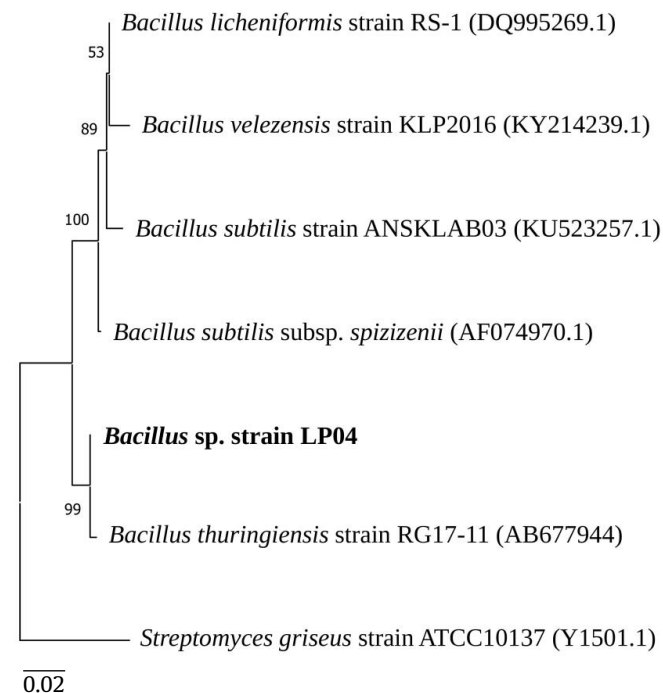 Bacillus licheniformis strain RS-1 (DQ995269.1)
53
Bacillus velezensis strain KLP2016 (KY214239.1)
89
Bacillus subtilis strain ANSKLAB03 (KU523257.1)
100
Bacillus subtilis subsp. spizizenii (AF074970.1)
Bacillus sp. strain LP04
99
Bacillus thuringiensis strain RG17-11 (AB677944)
Streptomyces griseus strain ATCC10137 (Y1501.1)
0.02